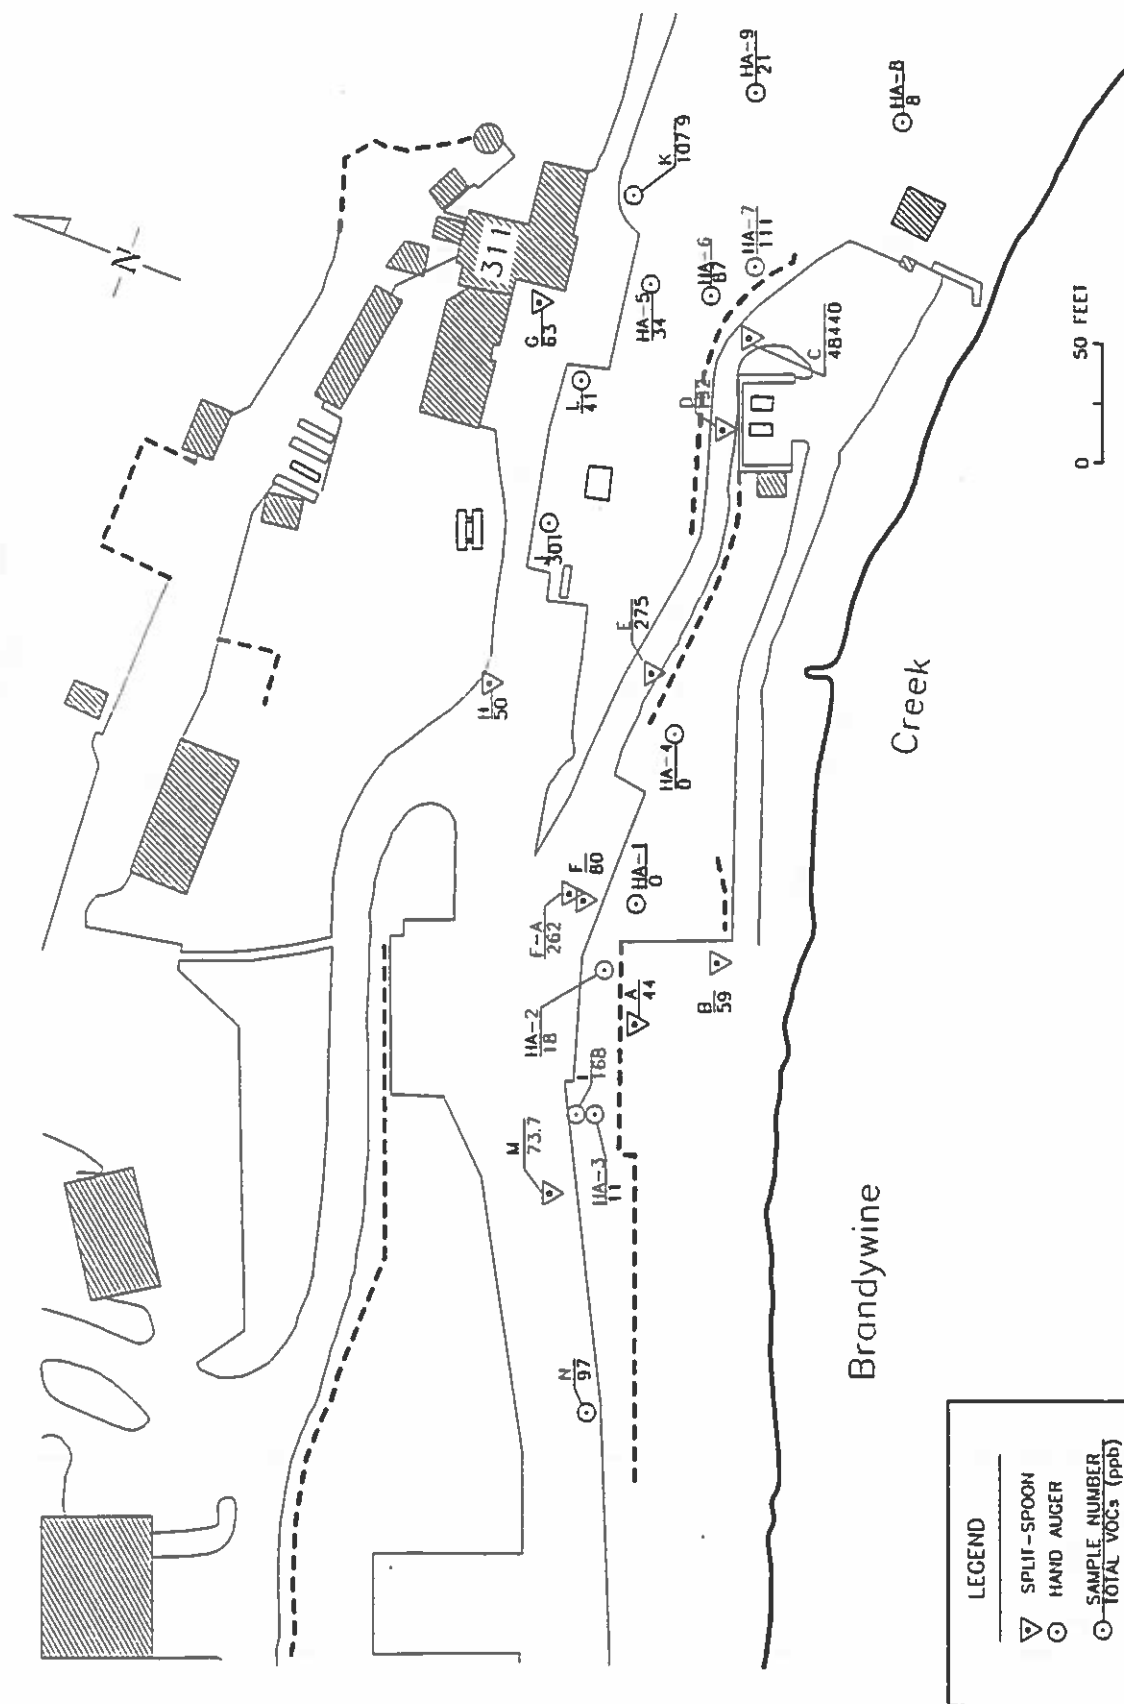 N
311
G
63
HA-9
21
HA-8
8
K
1079
HA-7
111
HA-6
87
HA-5
34
L
41
C
48440
D
J
301
E
275
H
50
HA-4
0
HA-1
0
F
80
F-A
262
HA-2
18
A
44
B
59
I
168
HA-3
11
M
73.7
N
97
0 50 FEET
Brandywine
Creek
LEGEND
SPLIT-SPOON
HAND AUGER
SAMPLE NUMBER
TOTAL VOCs (ppb)